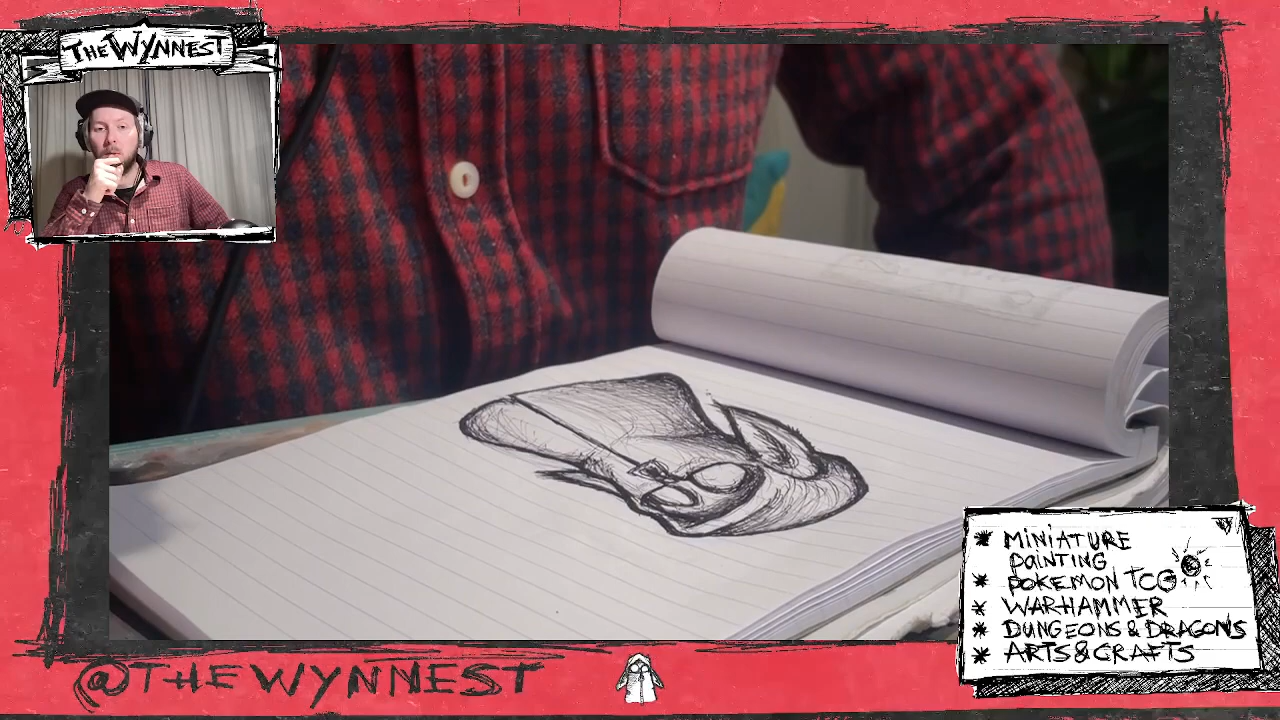 THE WYNNEST
* MINIATURE
PAINTING
* POKEMON TCG
* WARHAMMER
* DUNGEONS & DRAGONS
* ARTS & CRAFTS
@THEWYNNEST